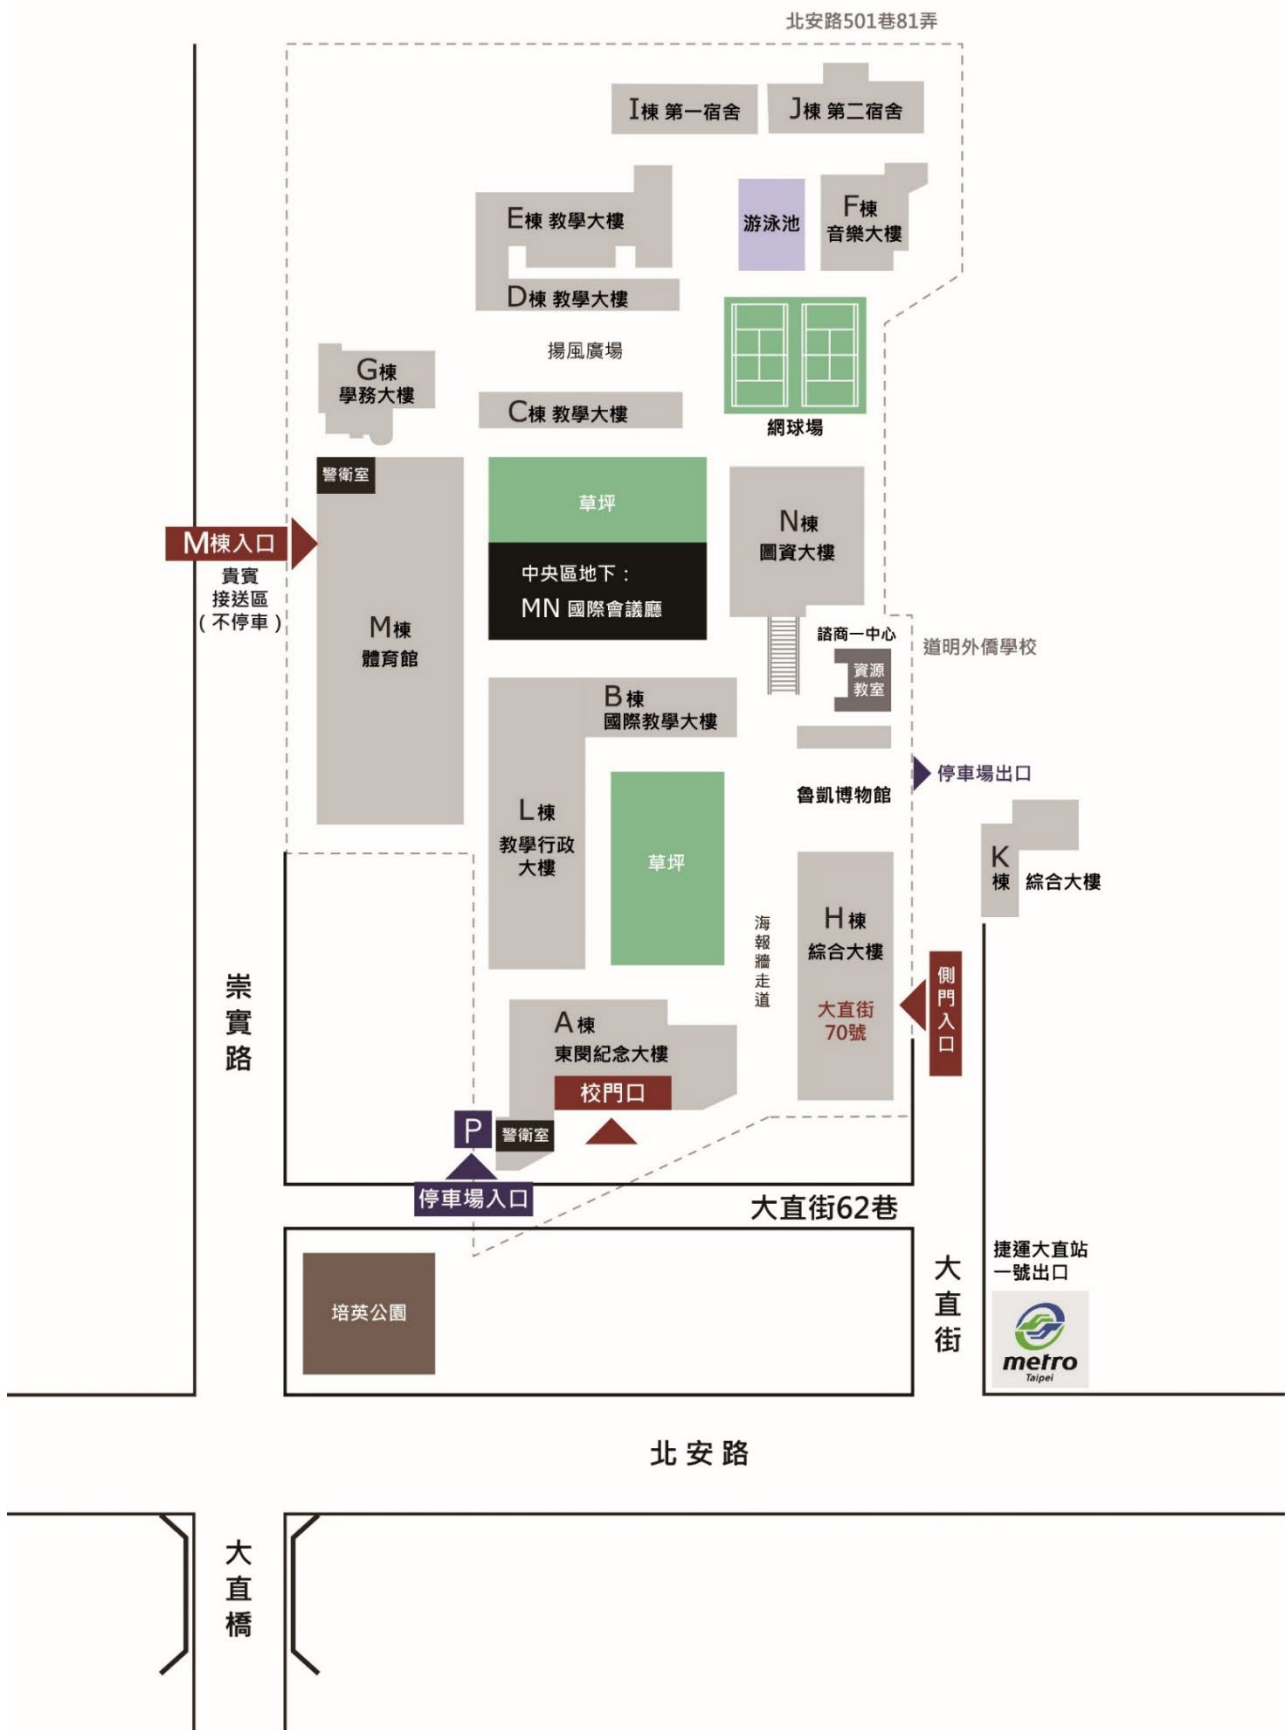 北安路501巷81弄
I棟 第一宿舍
J棟 第二宿舍
E棟 教學大樓
游泳池
F棟
音樂大樓
D棟 教學大樓
揚風廣場
G棟
學務大樓
C棟 教學大樓
網球場
警衛室
草坪
N棟
圖資大樓
M棟入口
貴賓
接送區
(不停車)
中央區地下：
MN 國際會議廳
M棟
體育館
諮商一中心
道明外僑學校
資源
教室
B棟
國際教學大樓
停車場出口
魯凱博物館
L棟
教學行政
大樓
草坪
K
棟 綜合大樓
H棟
綜合大樓
海報牆走道
側門入口
大直街
70號
崇實路
A棟
東閔紀念大樓
校門口
P
警衛室
停車場入口
大直街62巷
捷運大直站
一號出口
大直街
培英公園
metro
Taipei
北安路
大直橋